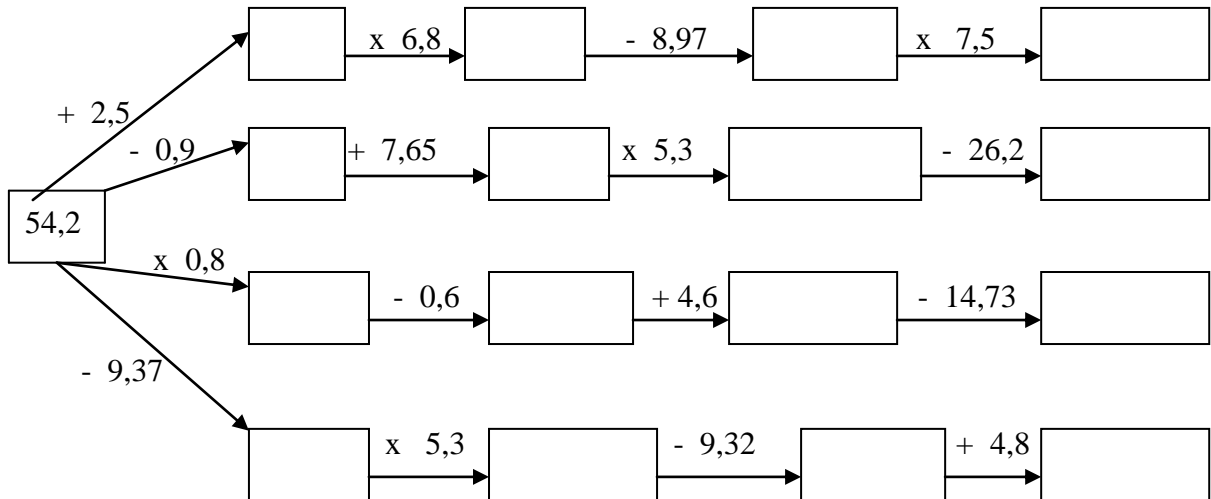 x 6,8 - 8,97 x 7,5
+ 2,5
- 0,9 + 7,65 x 5,3 - 26,2
54,2
x 0,8
- 0,6 + 4,6 - 14,73
- 9,37
x 5,3 - 9,32 + 4,8